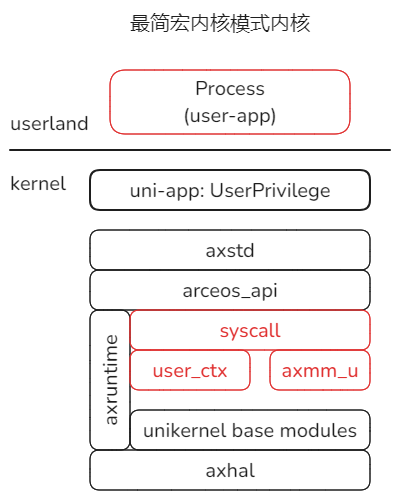 最简宏内核模式内核
Process
(user-app)
userland
kernel
uni-app: UserPrivilege
axstd
arceos_api
axruntime
syscall
user_ctx
axmm_u
unikernel base modules
axhal